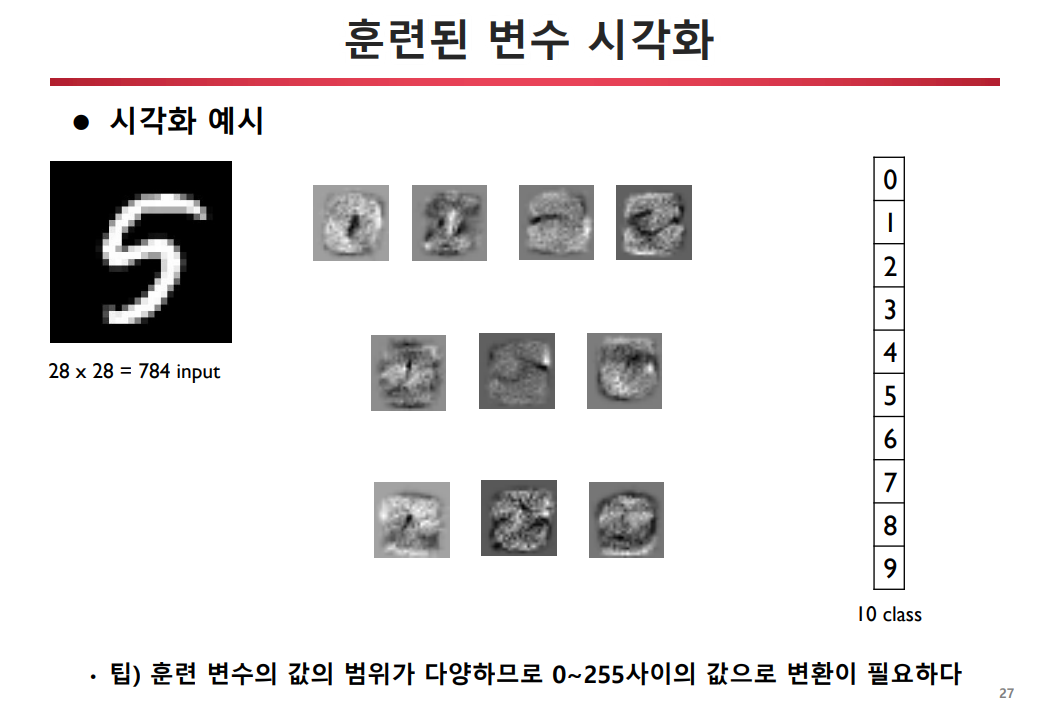 훈련된 변수 시각화
● 시각화 예시
28 x 28 = 784 input
0
1
2
3
4
5
6
7
8
9
10 class
• 팁) 훈련 변수의 값의 범위가 다양하므로 0~255사이의 값으로 변환이 필요하다
27